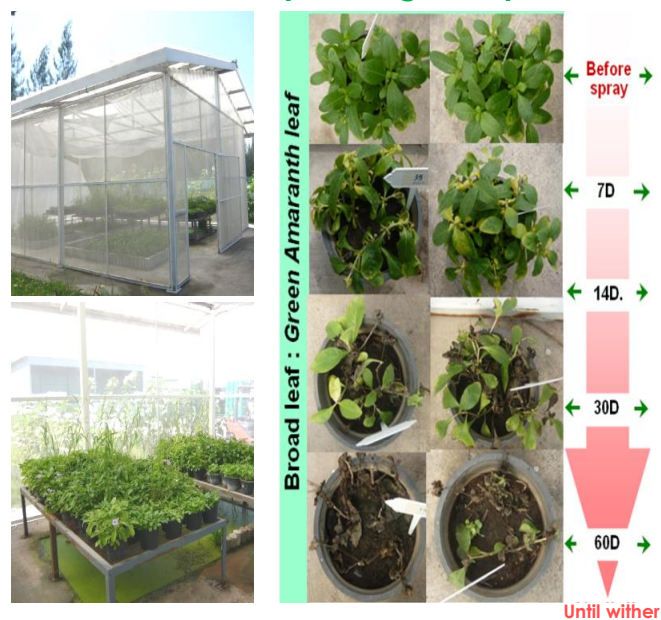 Broad leaf : Green Amaranth leaf
Before
spray
7D
14D.
30D
60D
Until wither